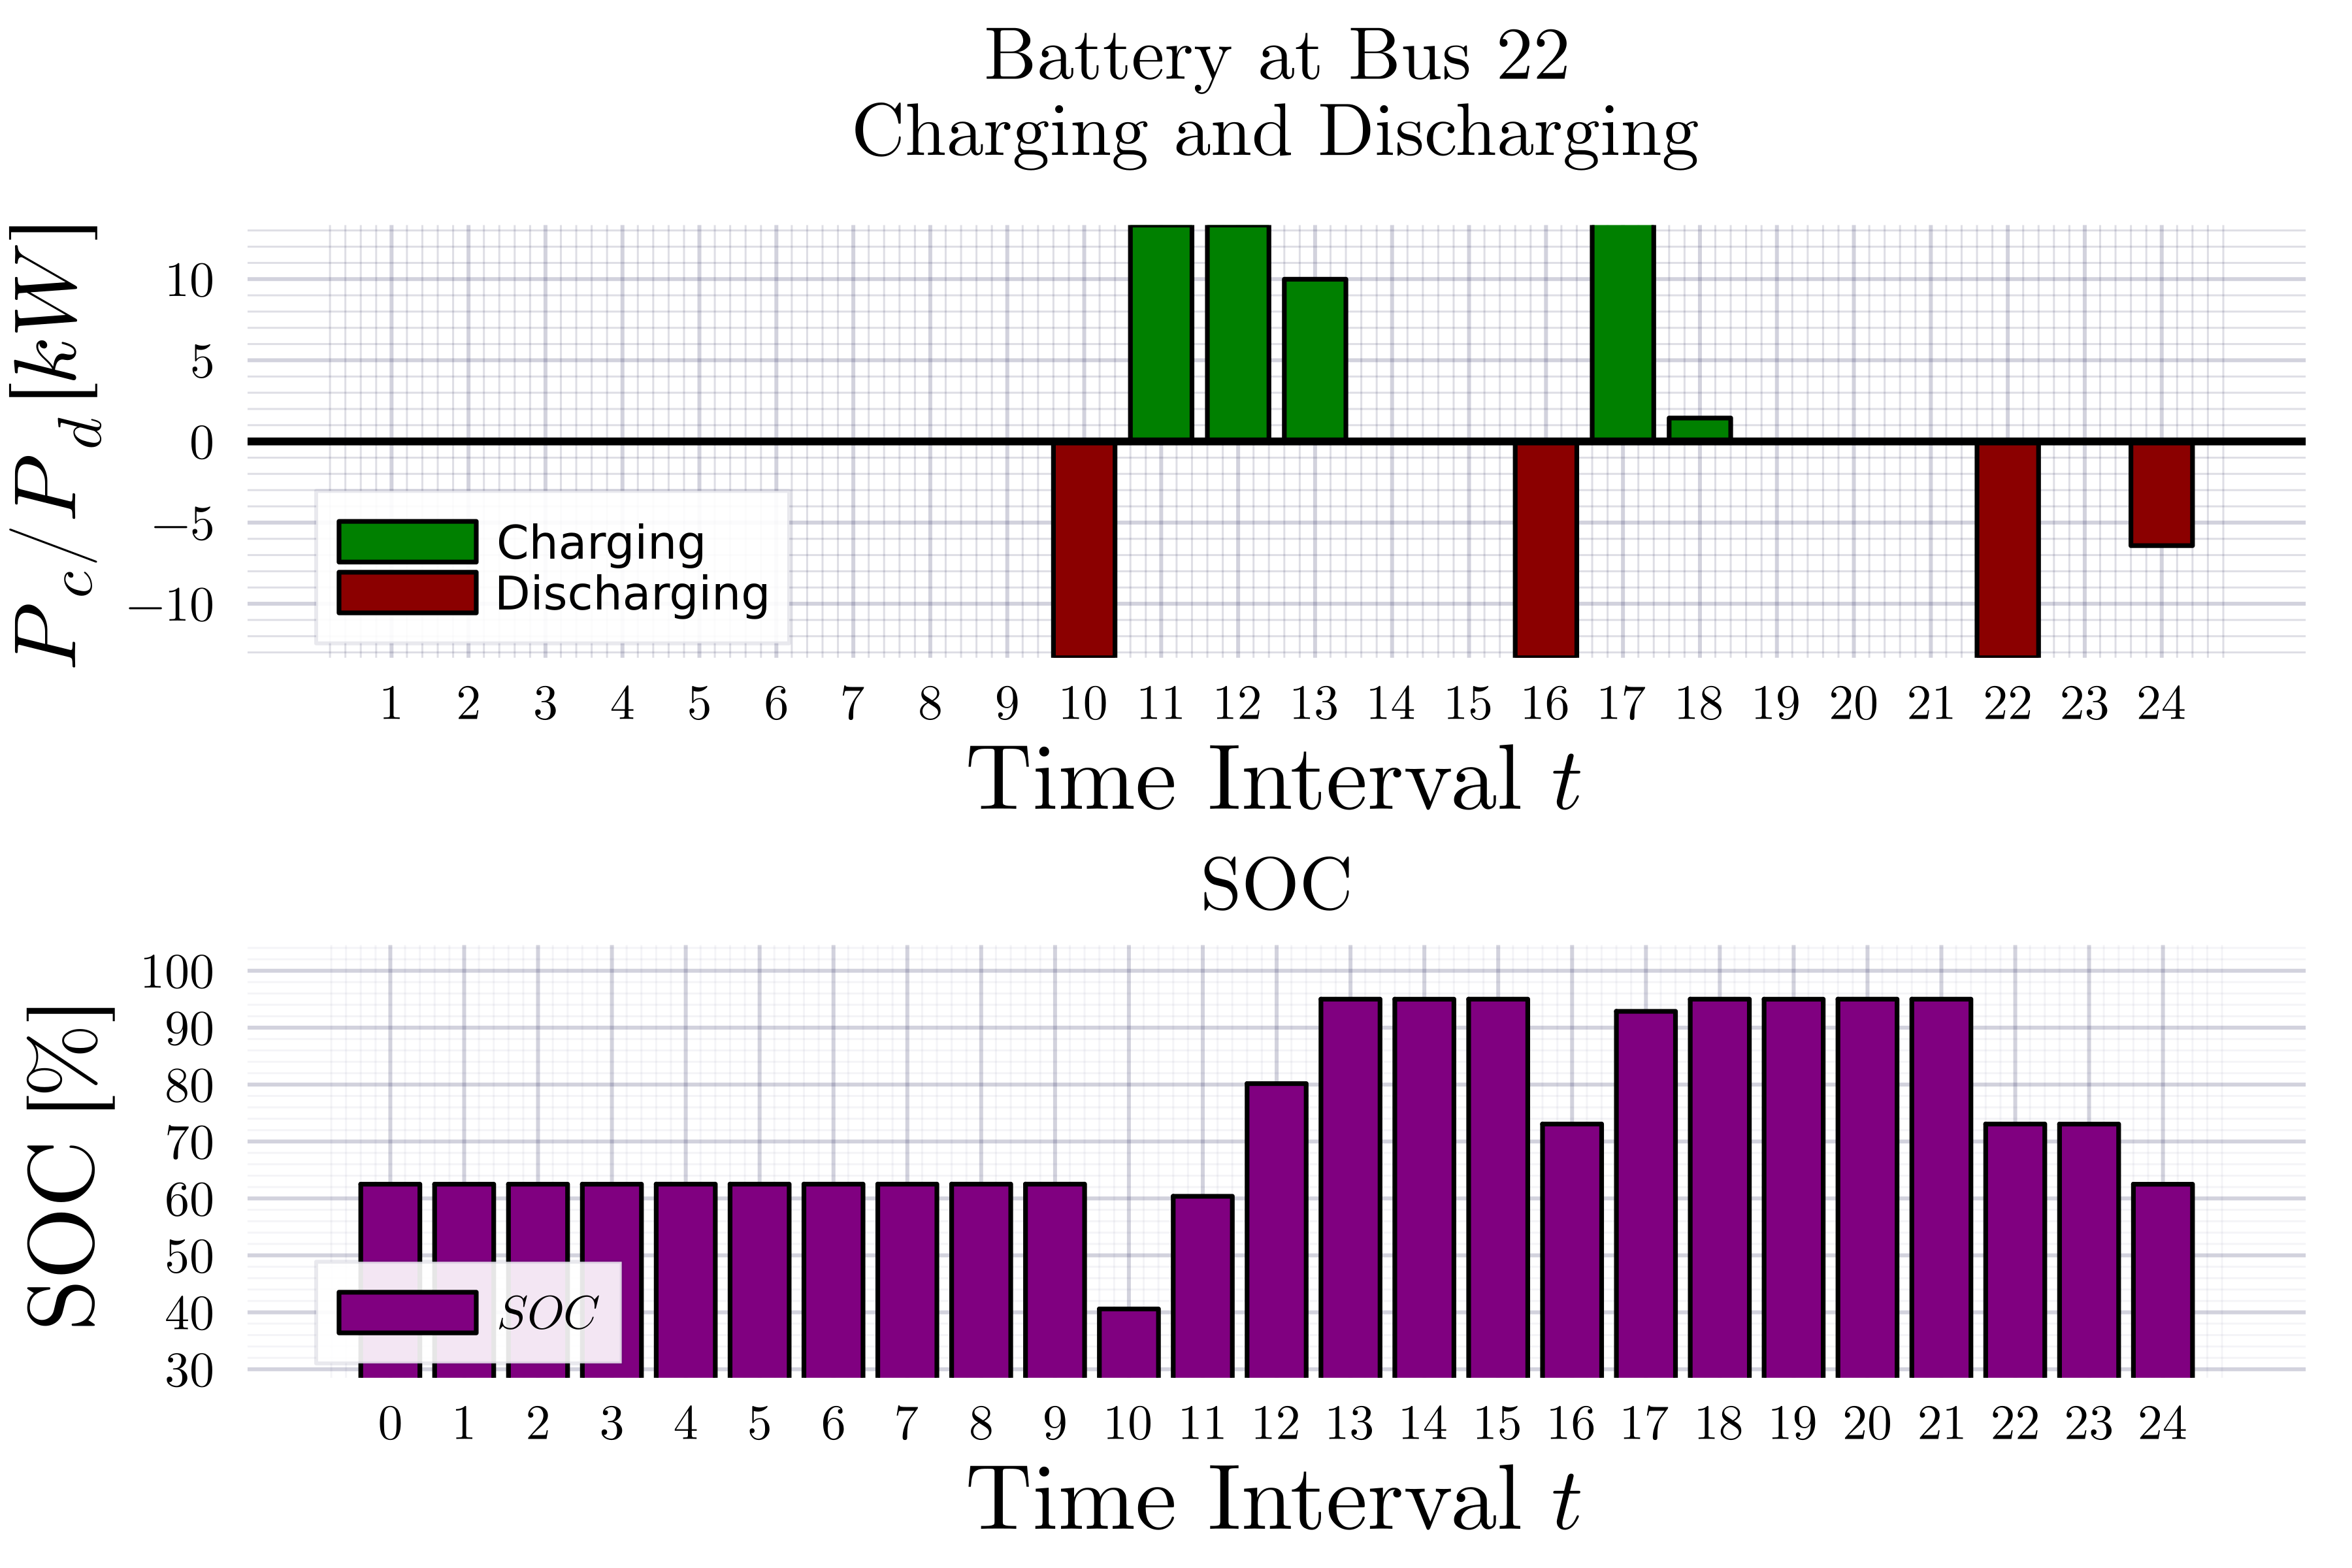 Battery at Bus 22
Charging and Discharging
P_c/P_d [kW]
10
5
0
−5
−10
Charging
Discharging
1 2 3 4 5 6 7 8 9 10 11 12 13 14 15 16 17 18 19 20 21 22 23 24
Time Interval t
SOC
SOC [%]
100
90
80
70
60
50
40
30
SOC
0 1 2 3 4 5 6 7 8 9 10 11 12 13 14 15 16 17 18 19 20 21 22 23 24
Time Interval t